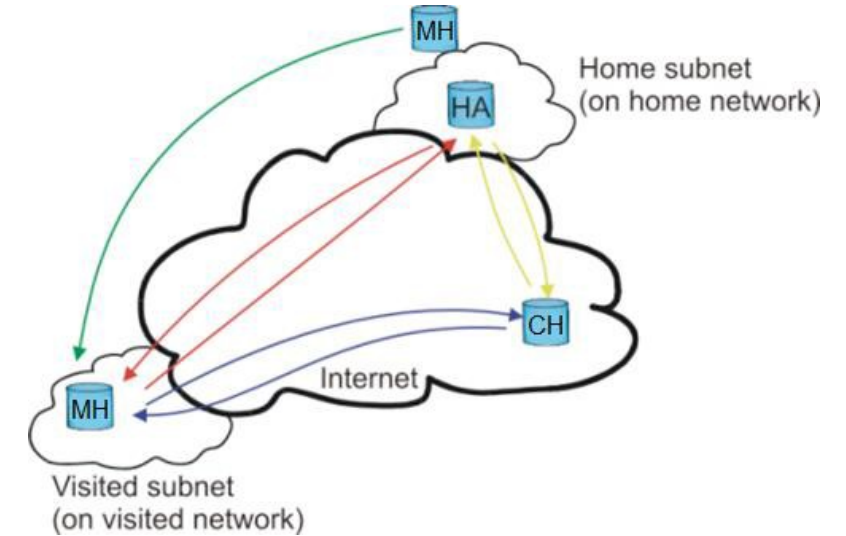 MH
Home subnet
(on home network)
HA
CH
Internet
MH
Visited subnet
(on visited network)